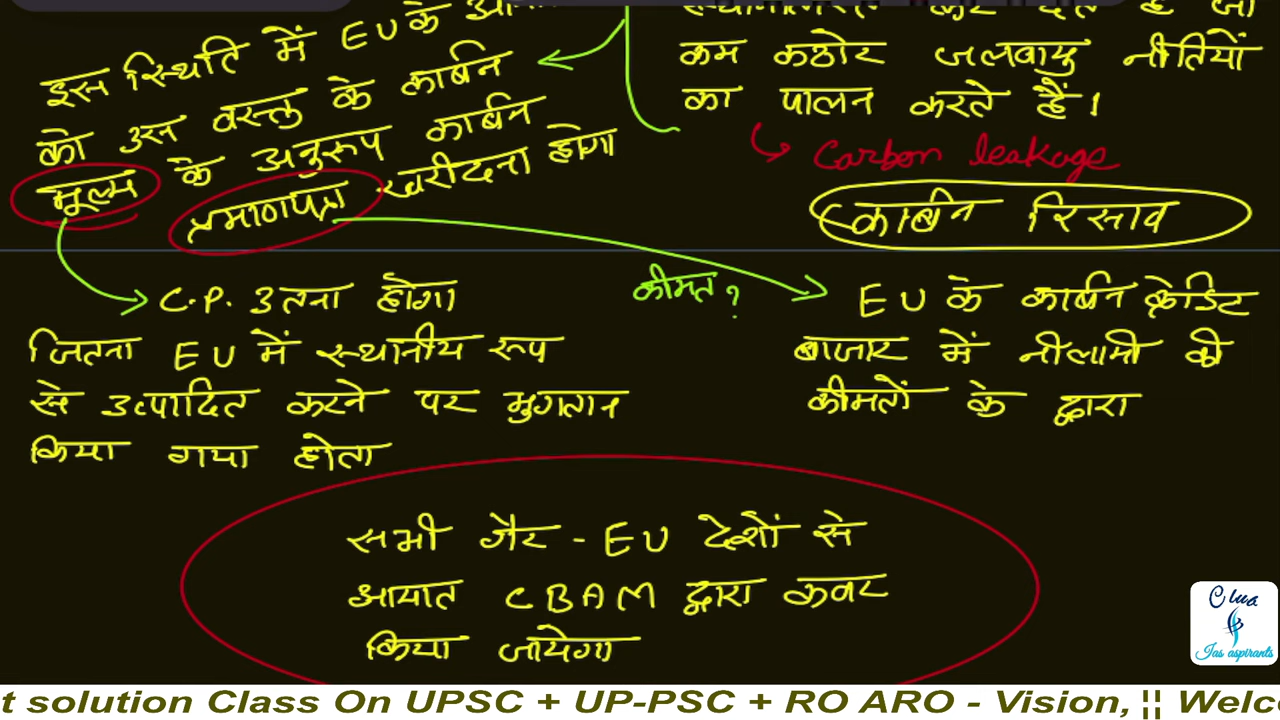 इस स्थिति में EU के
को उस वस्तु के कार्बन
मूल्य के अनुरूप कार्बन
प्रमाणपत्र खरीदना होगा
कम कठोर जलवायु नीतियों
का पालन करते हैं।
Carbon leakage
कार्बन रिसाव
C.P. उतना होगा
जितना EU में स्थानीय रूप
से उत्पादित करने पर भुगतान
किया गया होता
कीमत?
EU के कार्बन क्रेडिट
बाजार में नीलामी की
कीमतों के द्वारा
सभी गैर - EU देशों से
आयात CBAM द्वारा कवर
किया जायेगा
Clue
Ias aspirants
t solution Class On UPSC + UP-PSC + RO ARO - Vision, ¦¦ Welc